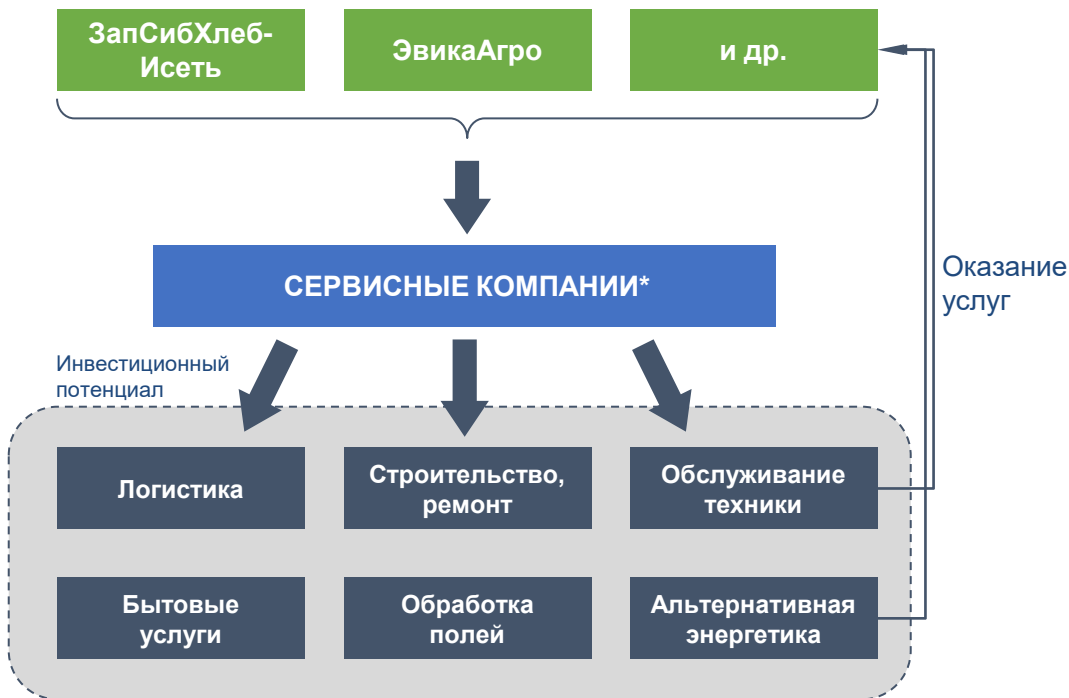 ЗапСибХлеб-
Исеть
ЭвикаАгро
и др.
СЕРВИСНЫЕ КОМПАНИИ*
Оказание
услуг
Инвестиционный
потенциал
Логистика
Строительство,
ремонт
Обслуживание
техники
Бытовые
услуги
Обработка
полей
Альтернативная
энергетика